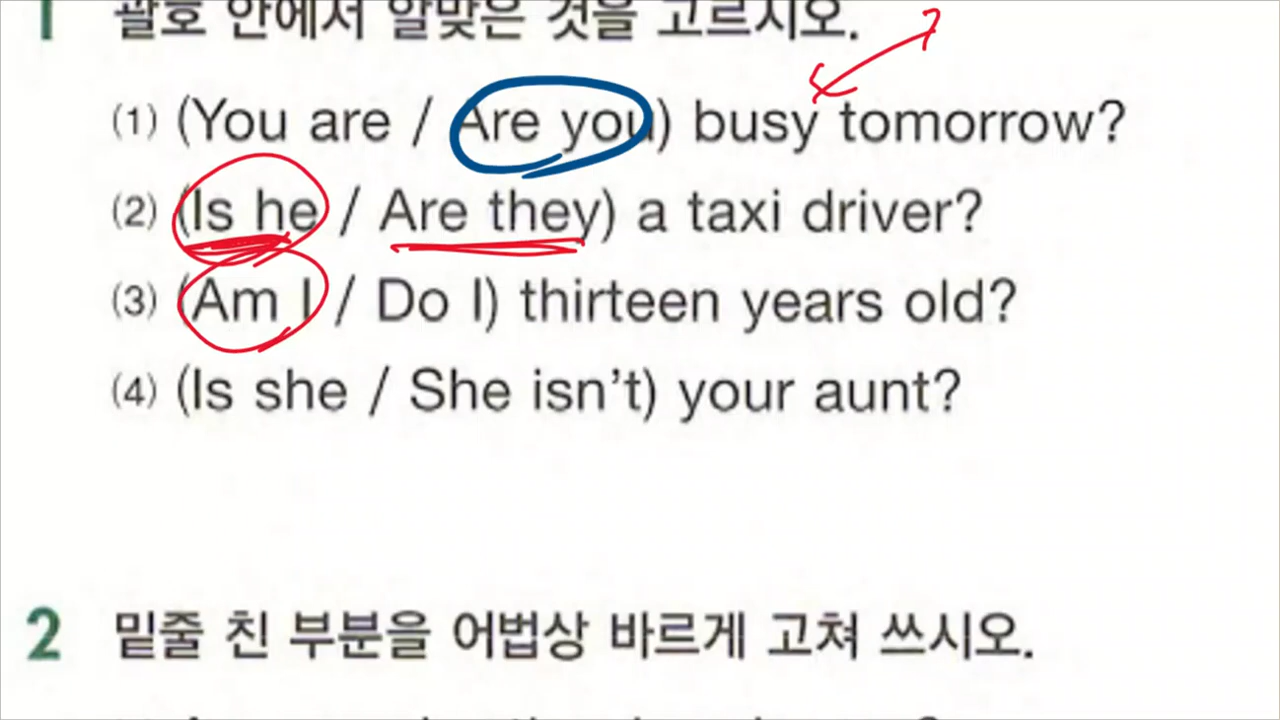 1 괄호 안에서 알맞은 것을 고르시오.
(1) (You are / Are you) busy tomorrow?
(2) (Is he / Are they) a taxi driver?
(3) (Am I / Do I) thirteen years old?
(4) (Is she / She isn't) your aunt?
2 밑줄 친 부분을 어법상 바르게 고쳐 쓰시오.